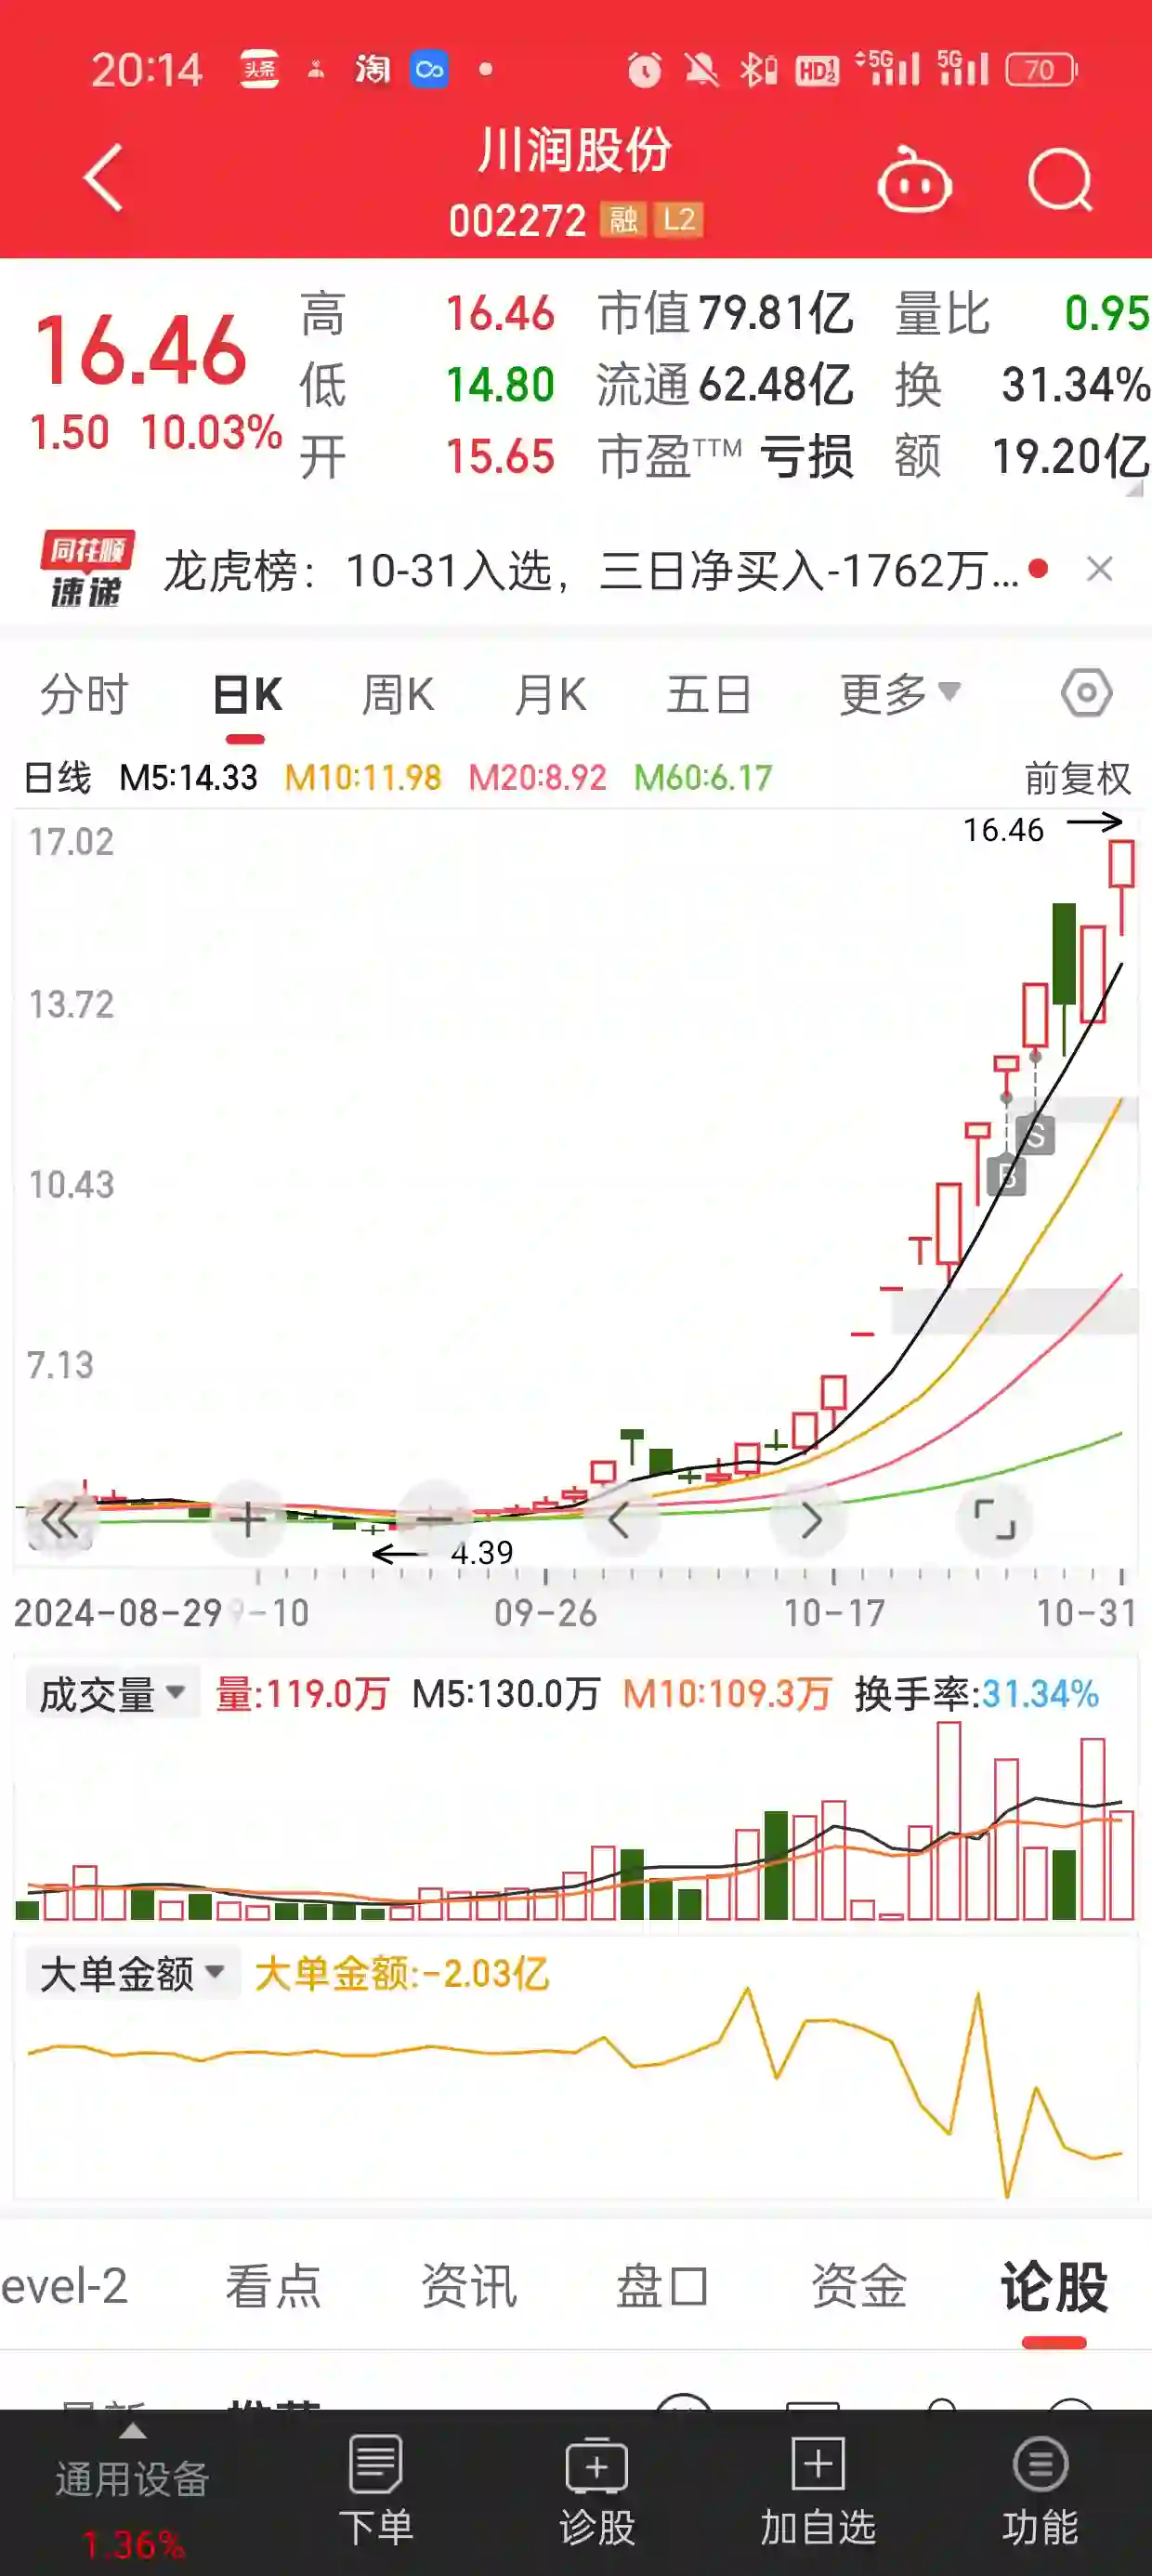 20:14 头条 淘 HD1 2 5G 5G 70
川润股份
002272 融 L2
16.46 高 16.46 市值 79.81亿 量比 0.95
1.50 10.03% 低 14.80 流通 62.48亿 换 31.34%
开 15.65 市盈TTM 亏损 额 19.20亿
同花顺
速递
龙虎榜：10-31入选，三日净买入-1762万...
分时 日K 周K 月K 五日 更多
日线 M5:14.33 M10:11.98 M20:8.92 M60:6.17 前复权
17.02
16.46
13.72
10.43
S
B
7.13
4.39
2024-08-29 9-10 09-26 10-17 10-31
成交量 量:119.0万 M5:130.0万 M10:109.3万 换手率:31.34%
大单金额 大单金额:-2.03亿
evel-2 看点 资讯 盘口 资金 论股
最新 推荐
通用设备 下单 诊股 加自选 功能
1.36%